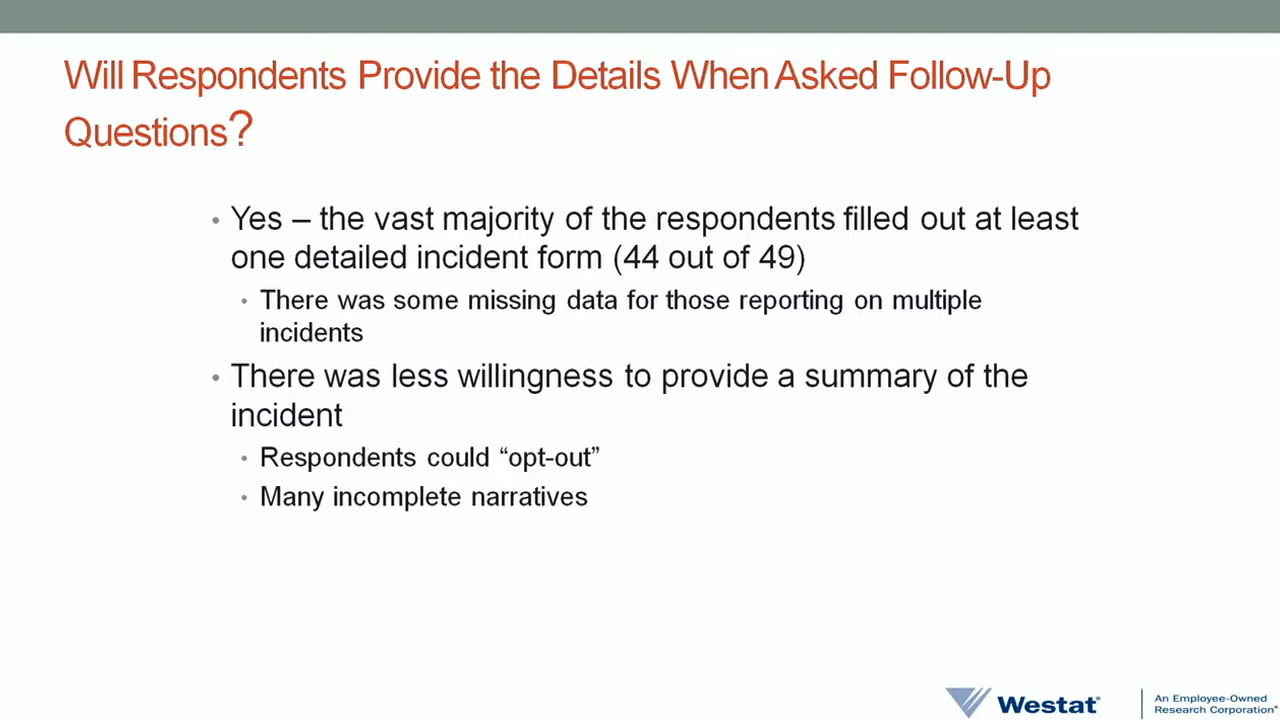 Will Respondents Provide the Details When Asked Follow-Up
Questions?
• Yes – the vast majority of the respondents filled out at least
one detailed incident form (44 out of 49)
• There was some missing data for those reporting on multiple
incidents
• There was less willingness to provide a summary of the
incident
• Respondents could “opt-out”
• Many incomplete narratives
Westat®
An Employee-Owned
Research Corporation®